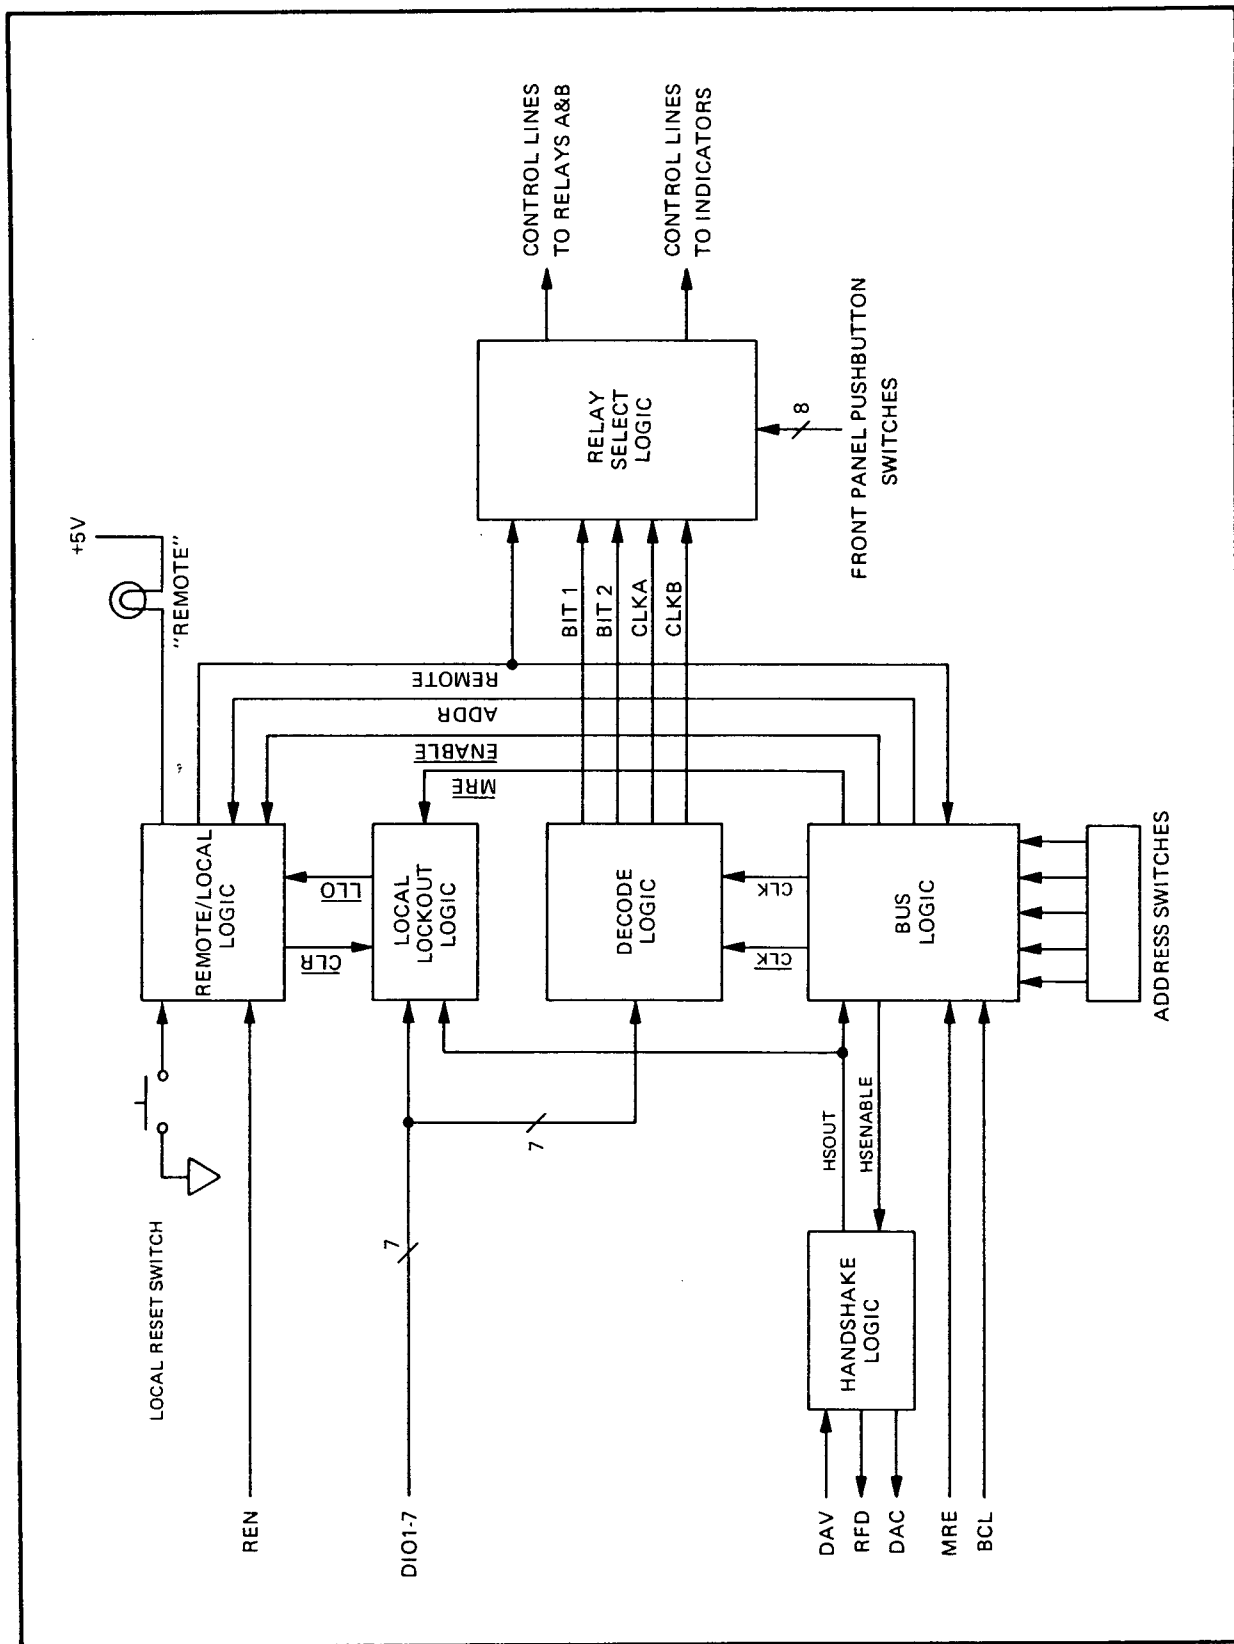 +5V
"REMOTE"
LOCAL RESET SWITCH
REN
REMOTE/LOCAL
LOGIC
REMOTE
ADDR
ENABLE
MRE
CLR
LLO
DIO1-7
7
7
LOCAL
LOCKOUT
LOGIC
DECODE
LOGIC
BIT 1
BIT 2
CLKA
CLKB
RELAY
SELECT
LOGIC
CONTROL LINES
TO RELAYS A&B
CONTROL LINES
TO INDICATORS
8
FRONT PANEL PUSHBUTTON
SWITCHES
CLK
CLK
HSOUT
HSENABLE
DAV
RFD
DAC
HANDSHAKE
LOGIC
BUS
LOGIC
MRE
BCL
ADDRESS SWITCHES